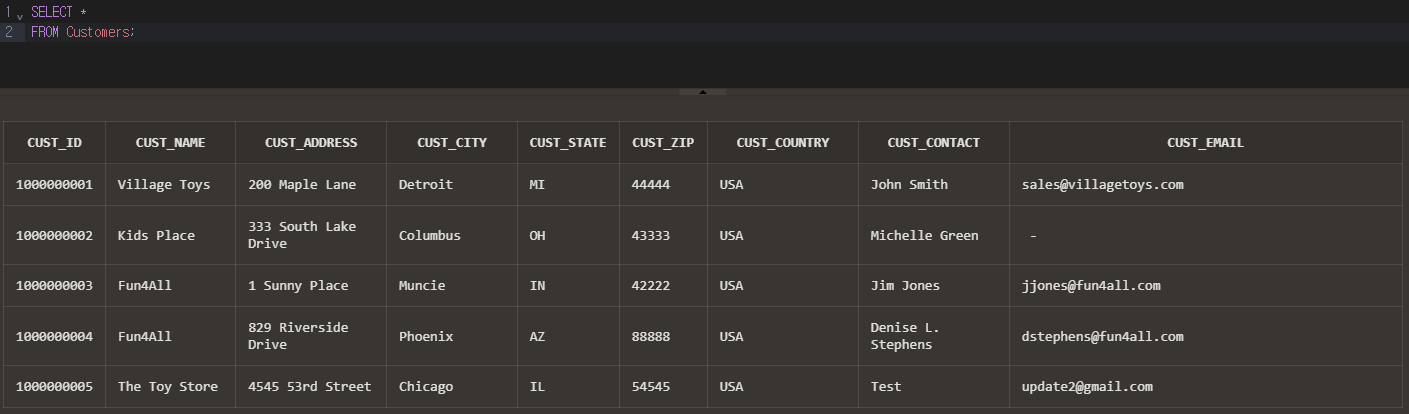 1 SELECT *
2 FROM Customers;
CUST_ID CUST_NAME CUST_ADDRESS CUST_CITY CUST_STATE CUST_ZIP CUST_COUNTRY CUST_CONTACT CUST_EMAIL
1000000001 Village Toys 200 Maple Lane Detroit MI 44444 USA John Smith sales@villagetoys.com
1000000002 Kids Place 333 South Lake Drive Columbus OH 43333 USA Michelle Green -
1000000003 Fun4All 1 Sunny Place Muncie IN 42222 USA Jim Jones jjones@fun4all.com
1000000004 Fun4All 829 Riverside Drive Phoenix AZ 88888 USA Denise L. Stephens dstephens@fun4all.com
1000000005 The Toy Store 4545 53rd Street Chicago IL 54545 USA Test update2@gmail.com